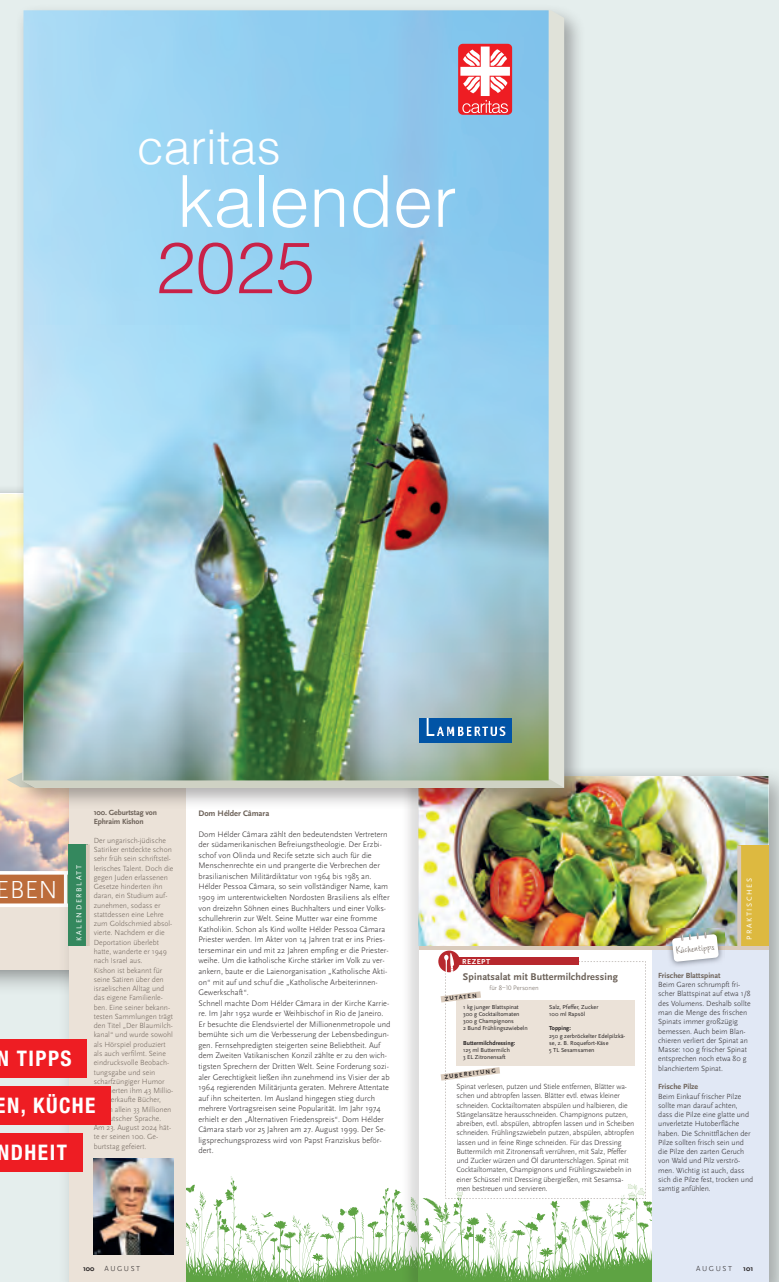 caritas
caritas
kalender
2025
LAMBERTUS
EBEN
N TIPPS
EN, KÜCHE
NDHEIT
KALENDERBLATT
100. Geburtstag von
Ephraim Kishon
Der ungarisch-jüdische
Satiriker entdeckte schon
sehr früh sein schriftstel-
lerisches Talent. Doch die
gegen Juden erlassenen
Gesetze hinderten ihn
daran, ein Studium auf-
zunehmen, sodass er
stattdessen eine Lehre
zum Goldschmied absol-
vierte. Nachdem er die
Deportation überlebt
hatte, wanderte er 1949
nach Israel aus.
Kishon ist bekannt für
seine Satiren über den
israelischen Alltag und
das eigene Familienle-
ben. Eine seiner bekann-
testen Sammlungen trägt
den Titel „Der Blaumilch-
kanal“ und wurde sowohl
als Hörspiel produziert
als auch verfilmt. Seine
eindrucksvolle Beobach-
tungsgabe und sein
scharfzüngiger Humor
erten ihm 43 Millio-
erkaufte Bücher,
allein 33 Millionen
tscher Sprache.
Am 23. August 2024 hät-
te er seinen 100. Ge-
burtstag gefeiert.
100 AUGUST
Dom Hélder Câmara
Dom Hélder Câmara zählt den bedeutendsten Vertretern
der südamerikanischen Befreiungstheologie. Der Erzbi-
schof von Olinda und Recife setzte sich auch für die
Menschenrechte ein und prangerte die Verbrechen der
brasilianischen Militärdiktatur von 1964 bis 1985 an.
Hélder Pessoa Câmara, so sein vollständiger Name, kam
1909 im unterentwickelten Nordosten Brasiliens als elftes
von dreizehn Söhnen eines Buchhalters und einer Volks-
schullehrerin zur Welt. Seine Mutter war eine fromme
Katholikin. Schon als Kind wollte Hélder Pessoa Câmara
Priester werden. Im Akter von 14 Jahren trat er ins Pries-
terseminar ein und mit 22 Jahren empfing er die Priester-
weihe. Um die katholische Kirche stärker im Volk zu ver-
ankern, baute er die Laienorganisation „Katholische Akti-
on“ mit auf und schuf die „Katholische Arbeiterinnen-
Gewerkschaft“.
Schnell machte Dom Hélder Câmara in der Kirche Karrie-
re. Im Jahr 1952 wurde er Weihbischof in Rio de Janeiro.
Er besuchte die Elendsviertel der Millionenmetropole und
bemühte sich um die Verbesserung der Lebensbedingun-
gen. Fernsehpredigten steigerten seine Beliebtheit. Auf
dem Zweiten Vatikanischen Konzil zählte er zu den wich-
tigsten Sprechern der Dritten Welt. Seine Forderung sozi-
aler Gerechtigkeit ließen ihn zunehmend ins Visier der ab
1964 regierenden Militärjunta geraten. Mehrere Attentate
auf ihn scheiterten. Im Ausland hingegen stieg durch
mehrere Vortragsreisen seine Popularität. Im Jahr 1974
erhielt er den „Alternativen Friedenspreis“. Dom Hélder
Câmara starb vor 25 Jahren am 27. August 1999. Der Se-
ligsprechungsprozess wird von Papst Franziskus beför-
dert.
PRAKTISCHES
REZEPT
Spinatsalat mit Buttermilchdressing
Für 8–10 Personen
ZUTATEN
1 kg junger Blattspinat
300 g Cocktailtomaten
300 g Champignons
2 Bund Frühlingszwiebeln
Buttermilchdressing:
125 ml Buttermilch
3 EL Zitronensaft
Salz, Pfeffer, Zucker
100 ml Rapsöl
Topping:
250 g zerbröckelter Edelpilzkä-
se, z. B. Roquefort-Käse
5 TL Sesamsamen
ZUBEREITUNG
Spinat verlesen, putzen und Stiele entfernen, Blätter wa-
schen und abtropfen lassen. Blätter evtl. etwas kleiner
schneiden. Cocktailtomaten abspülen und halbieren, die
Stängelansätze herausschneiden. Champignons putzen,
abreiben, evtl. abspülen, abtropfen lassen und in Scheiben
schneiden. Frühlingszwiebeln putzen, abspülen, abtropfen
lassen und in feine Ringe schneiden. Für das Dressing
Buttermilch mit Zitronensaft verrühren, mit Salz, Pfeffer
und Zucker würzen und Öl darunterschlagen. Spinat mit
Cocktailtomaten, Champignons und Frühlingszwiebeln in
einer Schüssel mit Dressing übergießen, mit Sesamsa-
men bestreuen und servieren.
Küchentipps
Frischer Blattspinat
Beim Garen schrumpft fri-
scher Blattspinat auf etwa 1/8
des Volumens. Deshalb sollte
man die Menge des frischen
Spinats immer großzügig
bemessen. Auch beim Blan-
chieren verliert der Spinat an
Masse: 100 g frischer Spinat
entsprechen noch etwa 80 g
blanchiertem Spinat.
Frische Pilze
Beim Einkauf frischer Pilze
sollte man darauf achten,
dass die Pilze eine glatte und
unverletzte Hutoberfläche
haben. Die Schnittflächen der
Pilze sollten frisch sein und
die Pilze den zarten Geruch
von Wald und Pilz verströ-
men. Wichtig ist auch, dass
sich die Pilze fest, trocken und
samtig anfühlen.
AUGUST 101